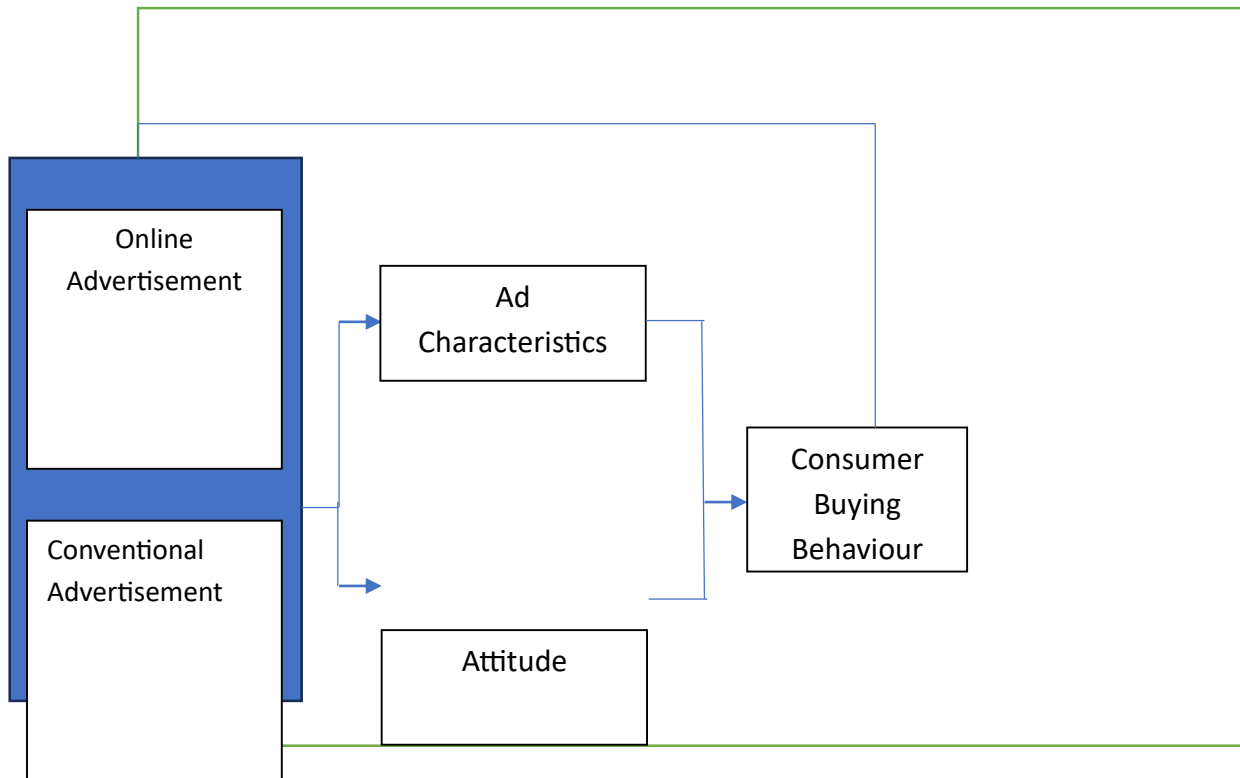 Online
Advertisement
Ad
Characteristics
Consumer
Buying
Behaviour
Conventional
Advertisement
Attitude